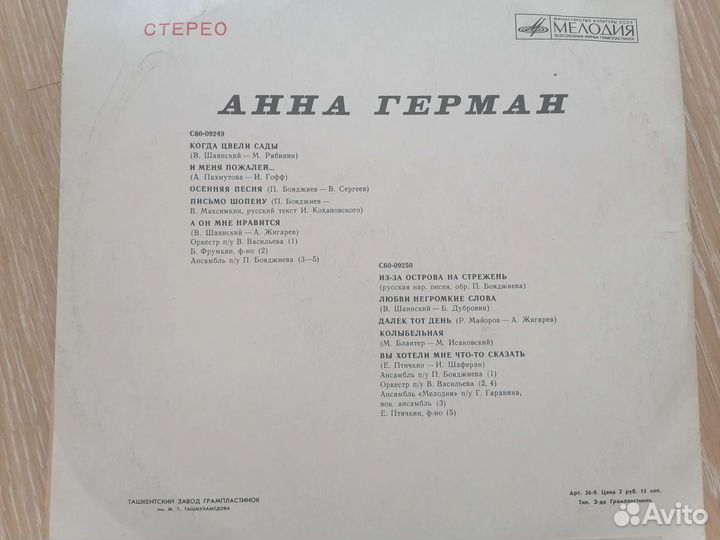 СТЕРЕО
МИНИСТЕРСТВО КУЛЬТУРЫ СССР
МЕЛОДИЯ
ВСЕСОЮЗНАЯ ФИРМА ГРАМПЛАСТИНОК
АННА ГЕРМАН
С60-09249
КОГДА ЦВЕЛИ САДЫ
(В. Шаинский — М. Рябинин)
И МЕНЯ ПОЖАЛЕЙ...
(А. Пахмутова — И. Гофф)
ОСЕННЯЯ ПЕСНЯ (П. Бояджиев — В. Сергеев)
ПИСЬМО ШОПЕНУ (П. Бояджиев —
В. Максимкин, русский текст И. Кохановского)
А ОН МНЕ НРАВИТСЯ
(В. Шаинский — А. Жигарев)
Оркестр п/у В. Васильева (1)
Б. Фрумкин, ф-но (2)
Ансамбль п/у П. Бояджиева (3—5)
С60-09250
ИЗ-ЗА ОСТРОВА НА СТРЕЖЕНЬ
(русская нар. песня, обр. П. Бояджиева)
ЛЮБВИ НЕГРОМКИЕ СЛОВА
(В. Шаинский — Б. Дубровин)
ДАЛЕК ТОТ ДЕНЬ (Р. Майоров — А. Жигарев)
КОЛЫБЕЛЬНАЯ
(М. Блантер — М. Исаковский)
ВЫ ХОТЕЛИ МНЕ ЧТО-ТО СКАЗАТЬ
(Е. Птичкин — И. Шаферан)
Ансамбль п/у П. Бояджиева (1)
Оркестр п/у В. Васильева (2, 4)
Ансамбль «Мелодия» п/у Г. Гараняна,
вок. ансамбль (3)
Е. Птичкин, ф-но (5)
ТАШКЕНТСКИЙ ЗАВОД ГРАМПЛАСТИНОК
им. М. Т. ТАШМУХАМЕДОВА
Арт. 36-9. Цена 2 руб. 15 коп.
Тип. З-да Грампластинок.
Avito